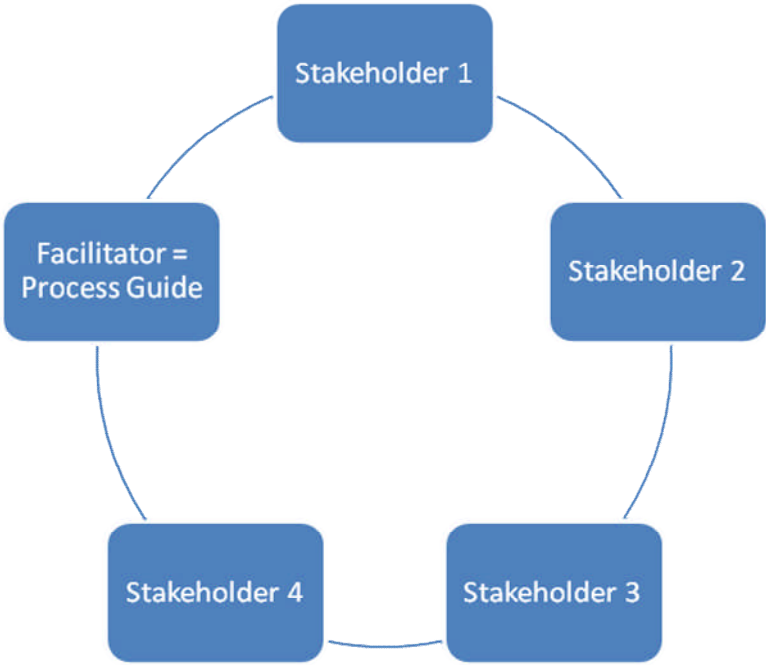 Stakeholder 1
Stakeholder 2
Stakeholder 3
Stakeholder 4
Facilitator =
Process Guide